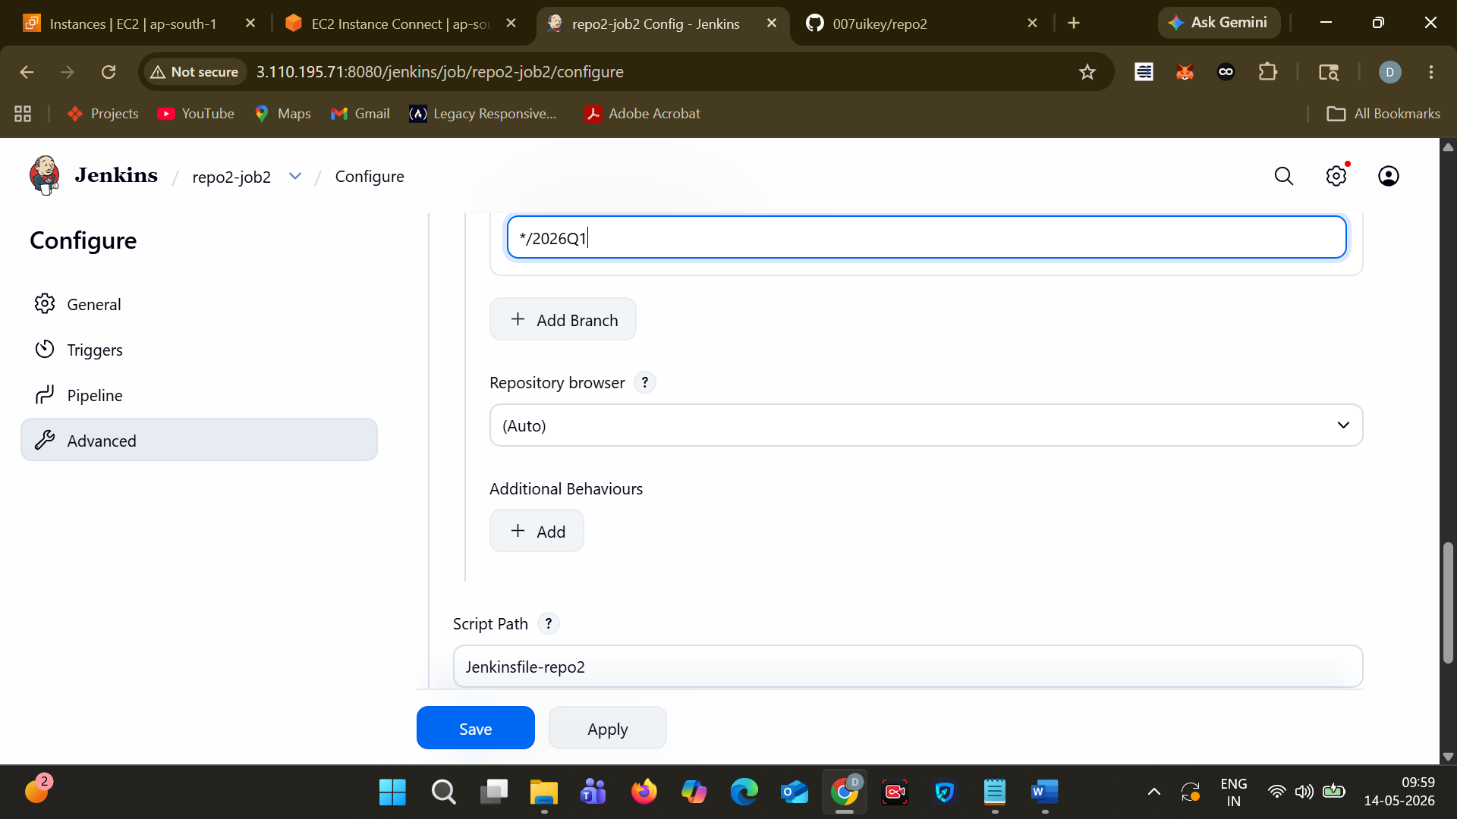 Instances | EC2 | ap-south-1
EC2 Instance Connect | ap-sou
repo2-job2 Config - Jenkins
007uikey/repo2
Ask Gemini
Not secure
3.110.195.71:8080/jenkins/job/repo2-job2/configure
D
Projects
YouTube
Maps
Gmail
Legacy Responsive...
Adobe Acrobat
All Bookmarks
Jenkins
/
repo2-job2
/
Configure
Configure
General
Triggers
Pipeline
Advanced
*/2026Q1
+ Add Branch
Repository browser ?
(Auto)
Additional Behaviours
+ Add
Script Path ?
Jenkinsfile-repo2
Save
Apply
2
D
ENG
IN
09:59
14-05-2026